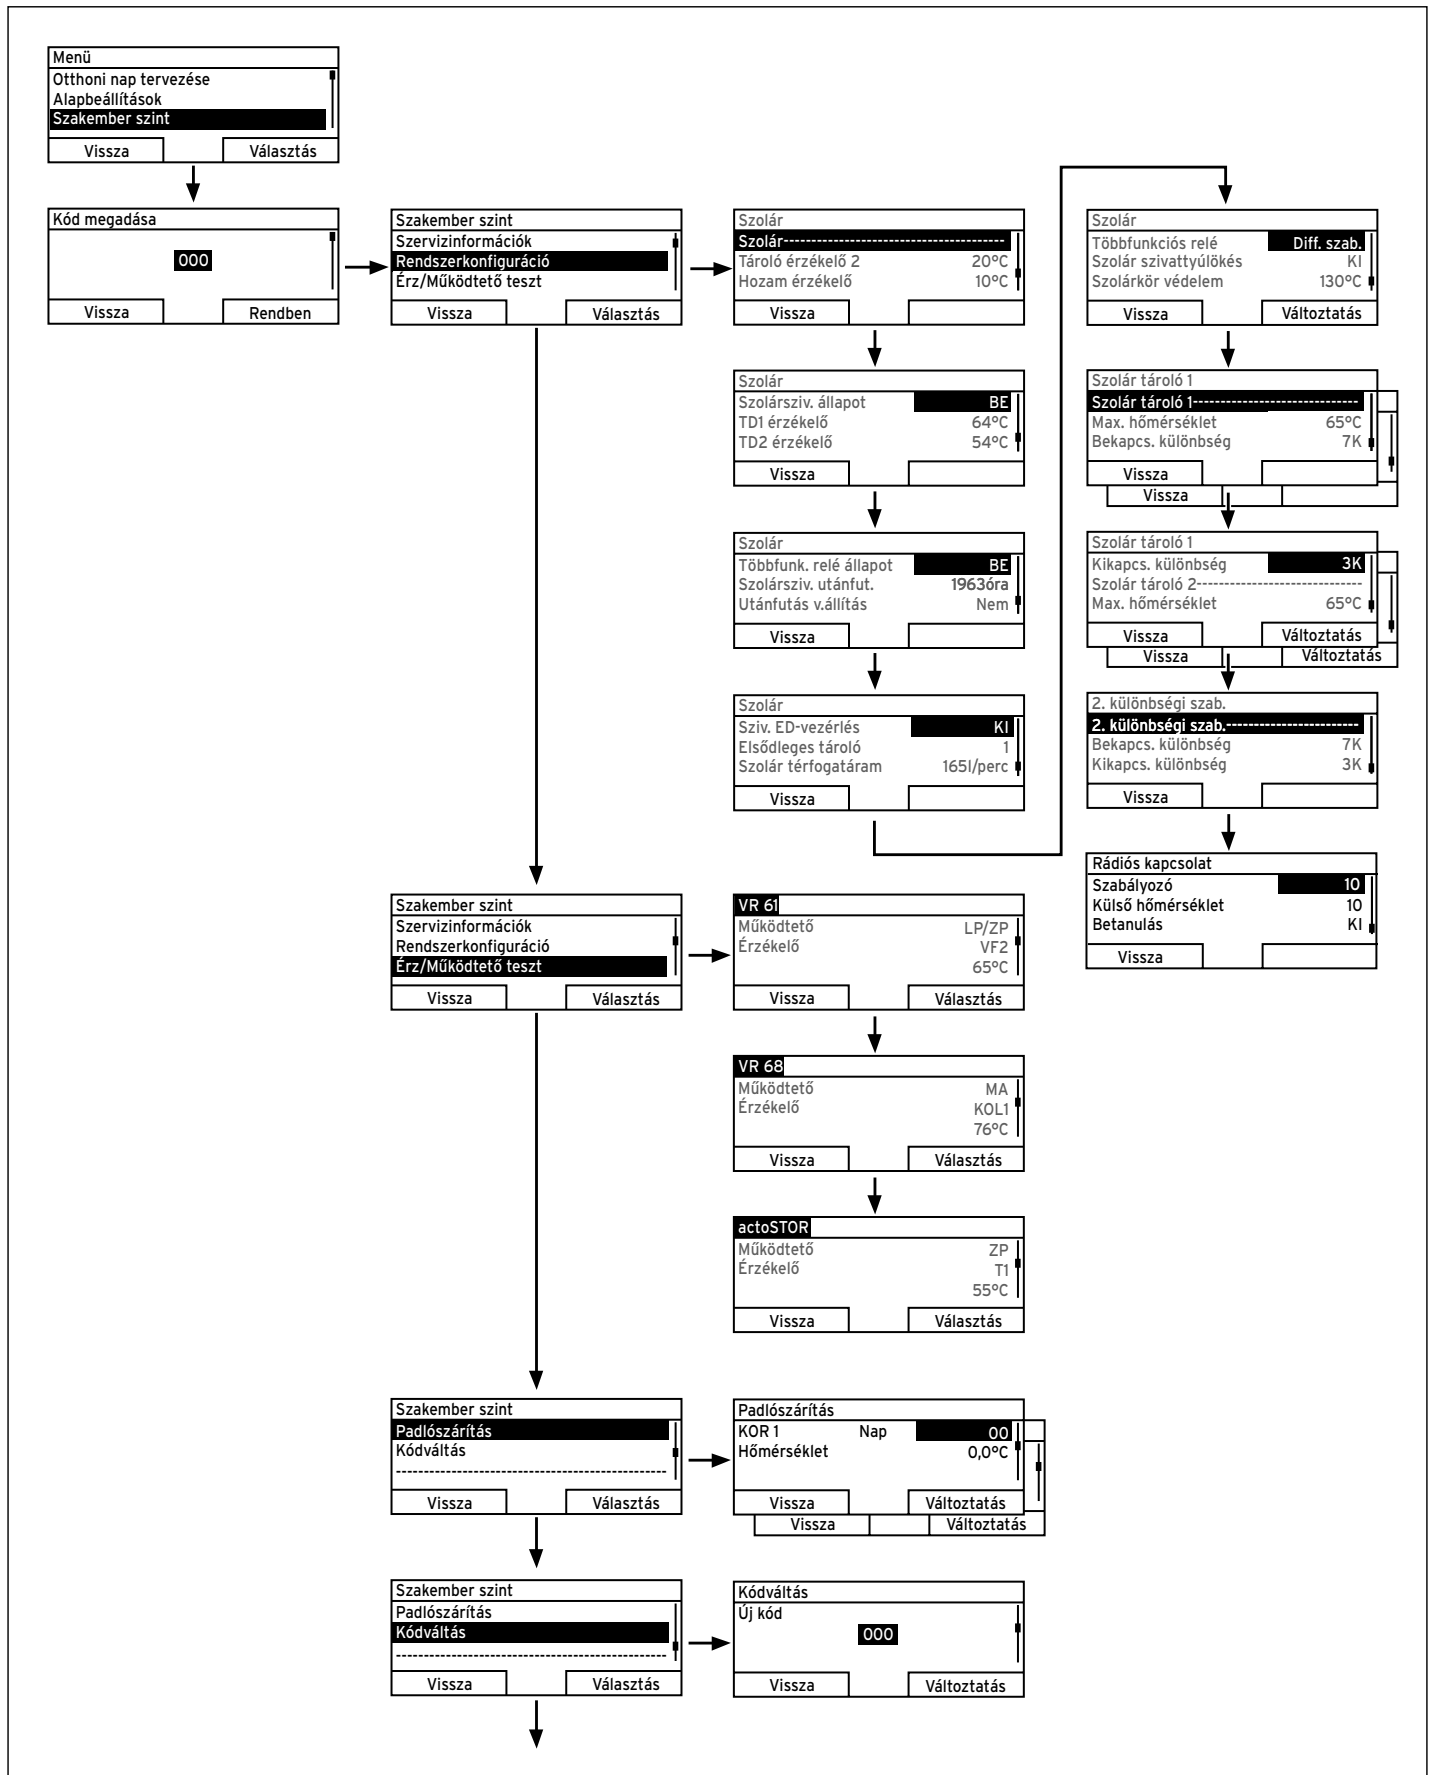 Menü
Otthoni nap tervezése
Alapbeállítások
Szakember szint
Vissza Választás
Kód megadása
000
Vissza Rendben
Szakember szint
Szervizinformációk
Rendszerkonfiguráció
Érz/Működtető teszt
Vissza Választás
Szolár
Szolár---------------------------------------
Tároló érzékelő 2 20°C
Hozam érzékelő 10°C
Vissza
Szolár
Szolársziv. állapot BE
TD1 érzékelő 64°C
TD2 érzékelő 54°C
Vissza
Szolár
Többfunk. relé állapot BE
Szolársziv. utánfut. 1963óra
Utánfutás v.állítás Nem
Vissza
Szolár
Sziv. ED-vezérlés KI
Elsődleges tároló 1
Szolár térfogatáram 165l/perc
Vissza
Szolár
Többfunkciós relé Diff. szab.
Szolár szivattyúlökés KI
Szolárkör védelem 130°C
Vissza Változtatás
Szolár tároló 1
Szolár tároló 1------------------------------
Max. hőmérséklet 65°C
Bekapcs. különbség 7K
Vissza
Vissza
Szolár tároló 1
Kikapcs. különbség 3K
Szolár tároló 2------------------------------
Max. hőmérséklet 65°C
Vissza Változtatás
Vissza Változtatás
2. különbségi szab.
2. különbségi szab.------------------------
Bekapcs. különbség 7K
Kikapcs. különbség 3K
Vissza
Rádiós kapcsolat
Szabályozó 10
Külső hőmérséklet 10
Betanulás KI
Vissza
Szakember szint
Szervizinformációk
Rendszerkonfiguráció
Érz/Működtető teszt
Vissza Választás
VR 61
Működtető LP/ZP
Érzékelő VF2
65°C
Vissza Választás
VR 68
Működtető MA
Érzékelő KOL1
76°C
Vissza Választás
actoSTOR
Működtető ZP
Érzékelő T1
55°C
Vissza Választás
Szakember szint
Padlószárítás
Kódváltás
------------------------------------------------
Vissza Választás
Padlószárítás
KOR 1 Nap 00
Hőmérséklet 0,0°C
Vissza Változtatás
Vissza Változtatás
Szakember szint
Padlószárítás
Kódváltás
------------------------------------------------
Vissza Választás
Kódváltás
Új kód
000
Vissza Változtatás